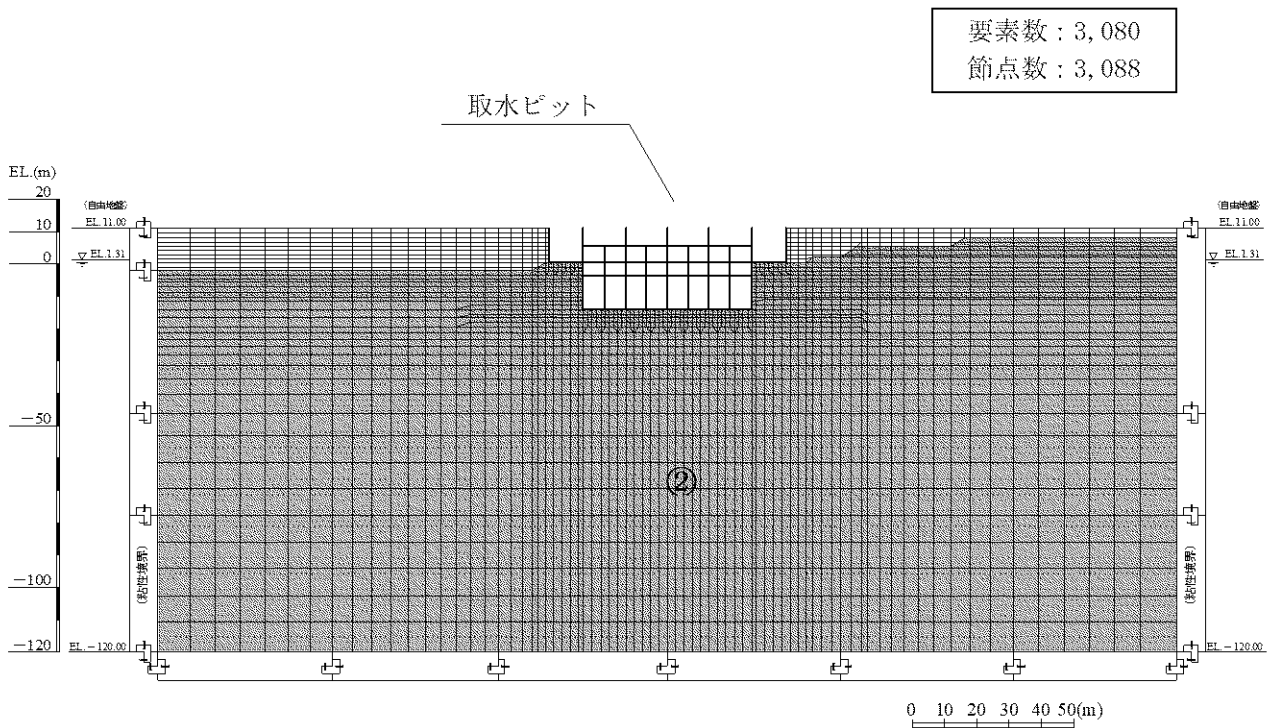 要素数：3,080
節点数：3,088
取水ピット
EL.(m)
20
10
0
-50
-100
-120
(自由地盤)
EL.11.00
▽ EL.1.31
(粘性境界)
EL.-120.00
②
(自由地盤)
EL.11.00
▽ EL.1.31
(粘性境界)
EL.-120.00
0 10 20 30 40 50(m)